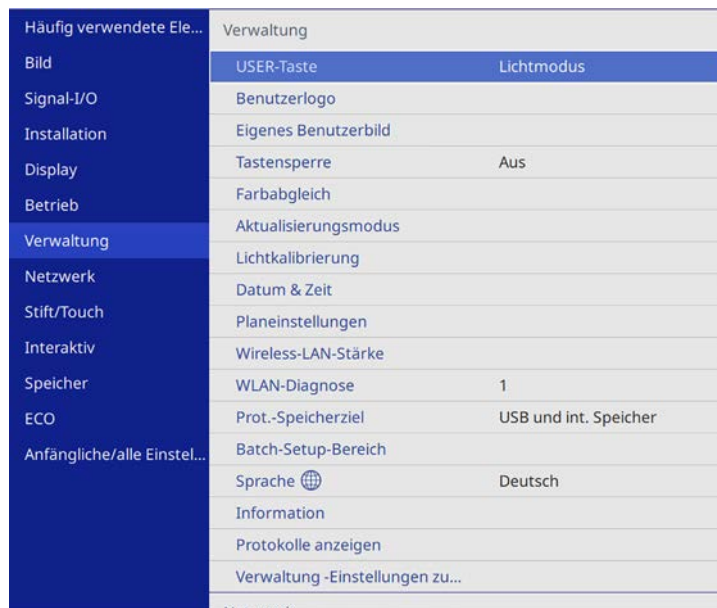 Häufig verwendete Ele...
Bild
Signal-I/O
Installation
Display
Betrieb
Verwaltung
Netzwerk
Stift/Touch
Interaktiv
Speicher
ECO
Anfängliche/alle Einstel...
Verwaltung
USER-Taste Lichtmodus
Benutzerlogo
Eigenes Benutzerbild
Tastensperre Aus
Farbabgleich
Aktualisierungsmodus
Lichtkalibrierung
Datum & Zeit
Planeinstellungen
Wireless-LAN-Stärke
WLAN-Diagnose 1
Prot.-Speicherziel USB und int. Speicher
Batch-Setup-Bereich
Sprache Deutsch
Information
Protokolle anzeigen
Verwaltung -Einstellungen zu...